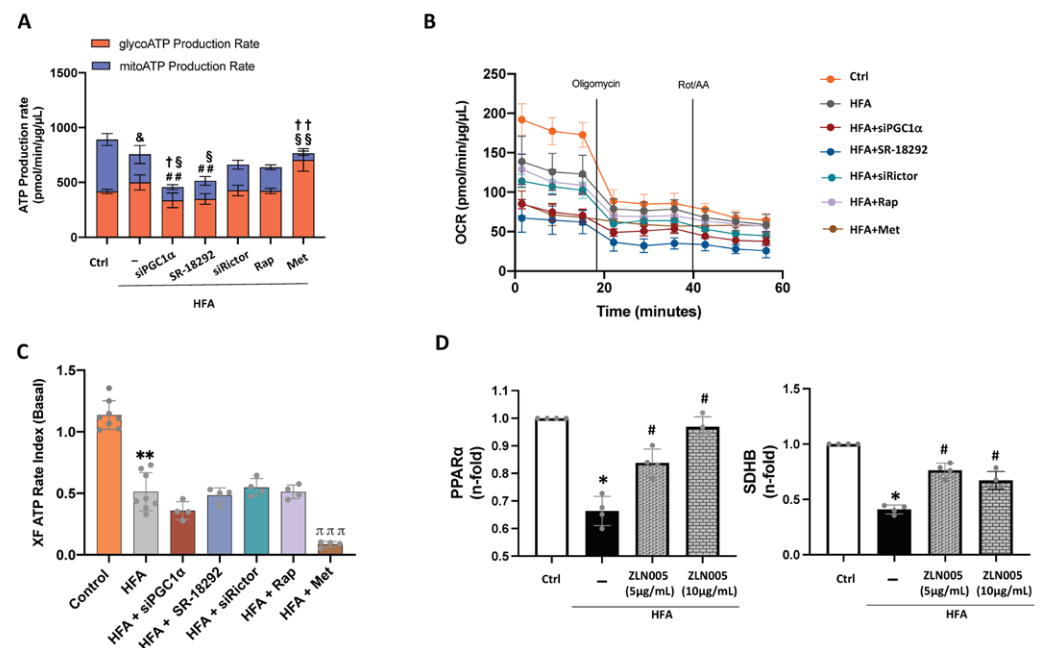 A
glycoATP Production Rate
mitoATP Production Rate
ATP Production rate
(pmol/min/µg/µL)
1500
1000
500
0
&
† §
##
§
##
† †
§ §
Ctrl
~
siPGC1α
SR-18292
siRictor
Rap
Met
HFA
B
OCR (pmol/min/µg/µL)
250
200
150
100
50
0
Oligomycin
Rot/AA
0
20
40
60
Time (minutes)
Ctrl
HFA
HFA+siPGC1α
HFA+SR-18292
HFA+siRictor
HFA+Rap
HFA+Met
C
XF ATP Rate Index (Basal)
1.5
1.0
0.5
0.0
**
πππ
Control
HFA
HFA + siPGC1α
HFA + SR-18292
HFA + siRictor
HFA + Rap
HFA + Met
D
PPARα
(n-fold)
1.1
1.0
0.9
0.8
0.7
0.6
0.5
*
#
#
Ctrl
–
ZLN005
(5µg/mL)
ZLN005
(10µg/mL)
HFA
SDHB
(n-fold)
1.5
1.0
0.5
0.0
*
#
#
Ctrl
–
ZLN005
(5µg/mL)
ZLN005
(10µg/mL)
HFA